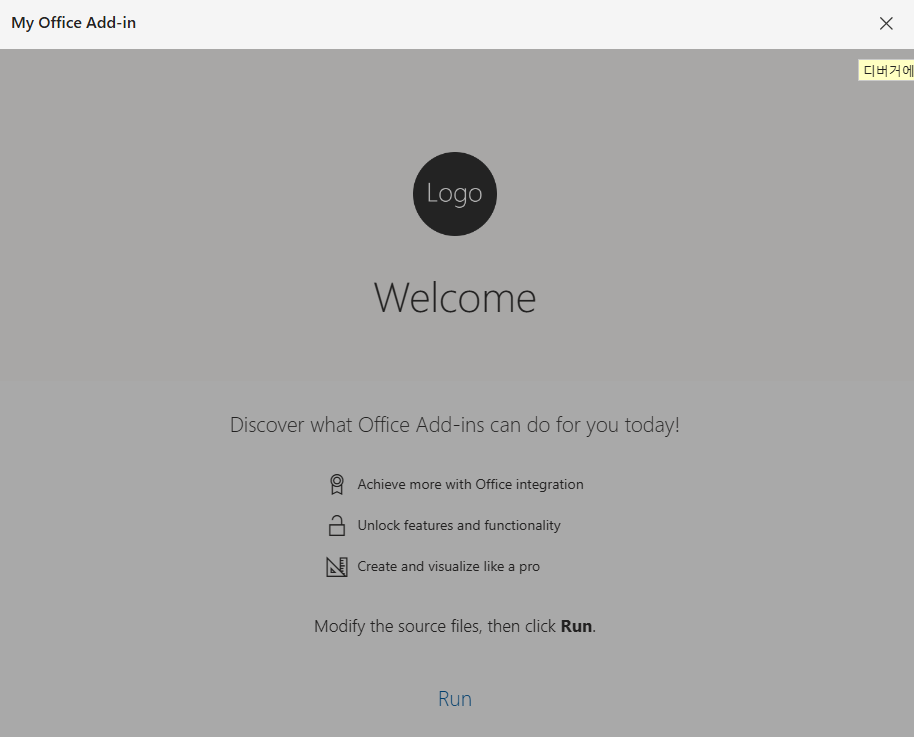 My Office Add-in
디버거에
Logo
Welcome
Discover what Office Add-ins can do for you today!
Achieve more with Office integration
Unlock features and functionality
Create and visualize like a pro
Modify the source files, then click Run.
Run